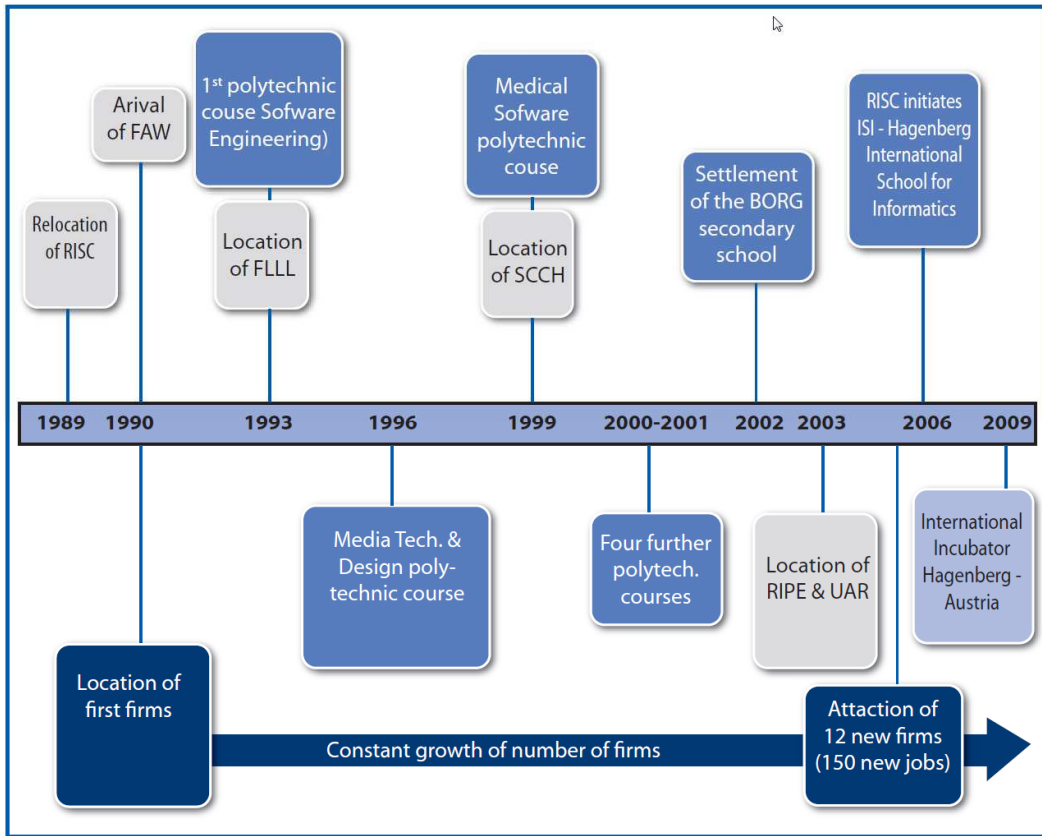 Arival
of FAW
1st polytechnic
couse Sofware
Engineering)
Medical
Sofware
polytechnic
couse
RISC initiates
ISI - Hagenberg
International
School for
Informatics
Settlement
of the BORG
secondary
school
Relocation
of RISC
Location
of FLLL
Location
of SCCH
1989 1990 1993 1996 1999 2000-2001 2002 2003 2006 2009
Media Tech. &
Design poly-
technic course
Four further
polytech.
courses
Location of
RIPE & UAR
International
Incubator
Hagenberg -
Austria
Location of
first firms
Constant growth of number of firms
Attaction of
12 new firms
(150 new jobs)